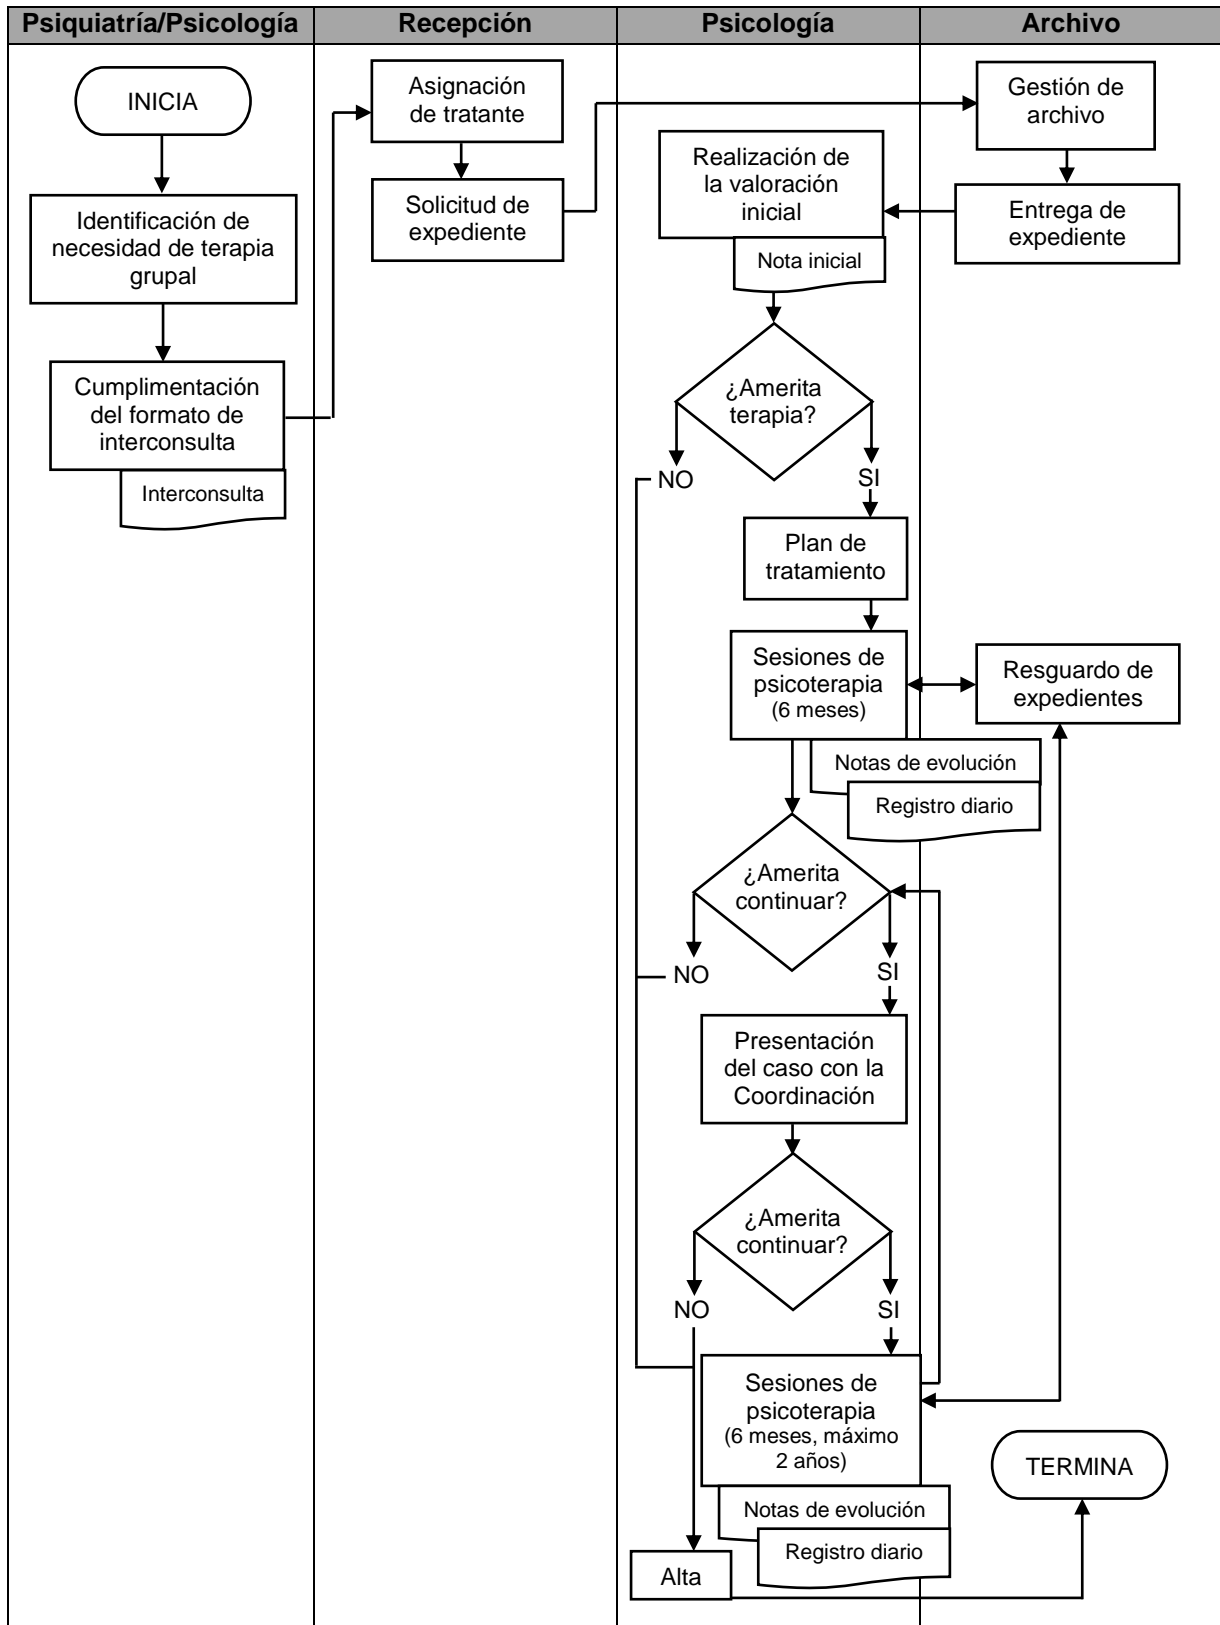 Psiquiatría/Psicología
Recepción
Psicología
Archivo
INICIA
Identificación de
necesidad de terapia
grupal
Cumplimentación
del formato de
interconsulta
Interconsulta
Asignación
de tratante
Solicitud de
expediente
Gestión de
archivo
Entrega de
expediente
Realización de
la valoración
inicial
Nota inicial
¿Amerita
terapia?
NO
SI
Plan de
tratamiento
Sesiones de
psicoterapia
(6 meses)
Resguardo de
expedientes
Notas de evolución
Registro diario
¿Amerita
continuar?
NO
SI
Presentación
del caso con la
Coordinación
¿Amerita
continuar?
NO
SI
Sesiones de
psicoterapia
(6 meses, máximo
2 años)
Notas de evolución
Registro diario
Alta
TERMINA